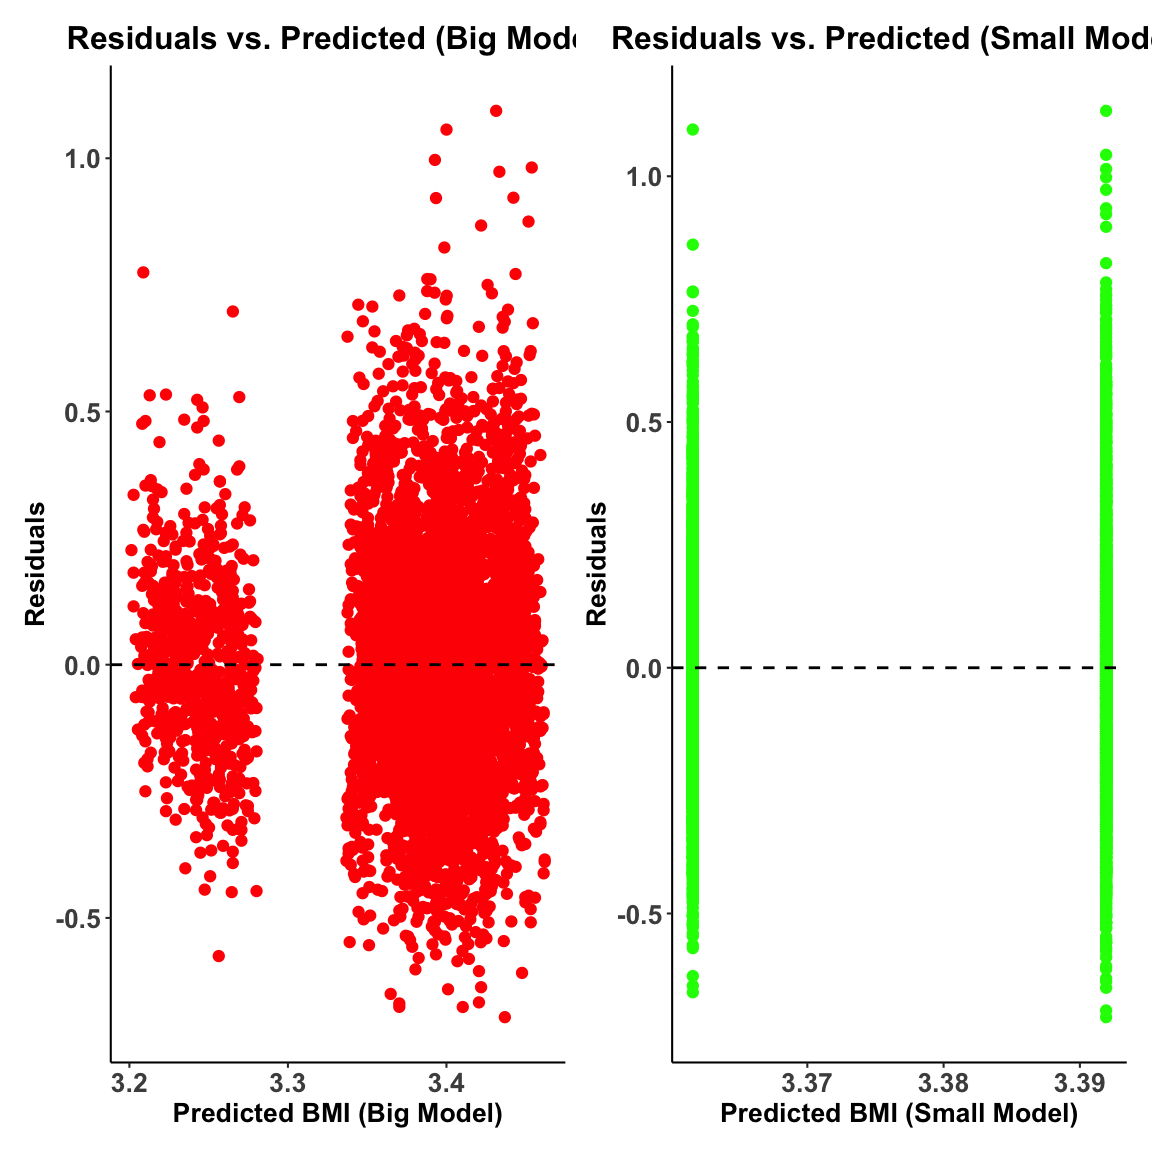 Residuals vs. Predicted (Big Mode
Residuals
1.0
0.5
0.0
-0.5
3.2 3.3 3.4
Predicted BMI (Big Model)
Residuals vs. Predicted (Small Mode
Residuals
1.0
0.5
0.0
-0.5
3.37 3.38 3.39
Predicted BMI (Small Model)